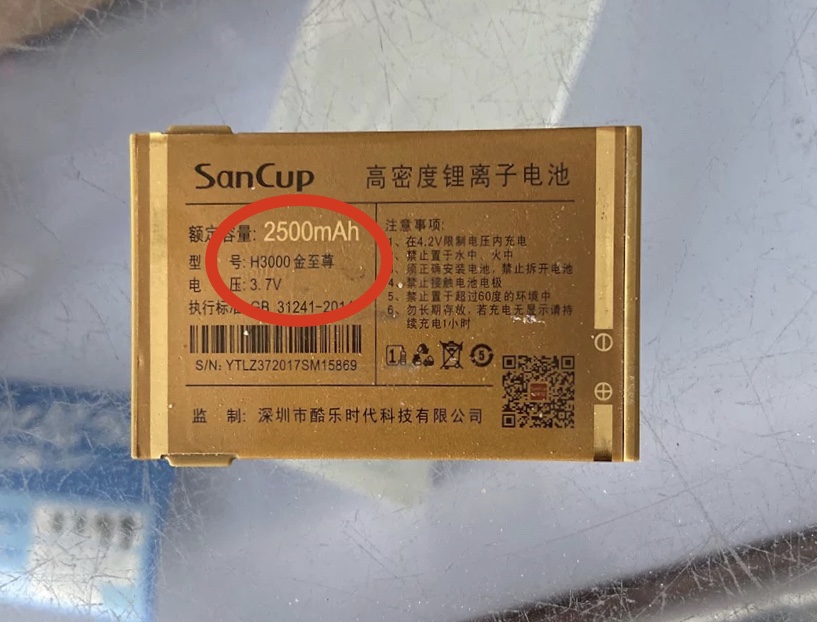 SanCup 高密度锂离子电池
额定容量: 2500mAh
型 号: H3000 金至尊
电 压: 3.7V
执行标准: GB 31241-2014
S/N: YTLZ372017SM15869
注意事项:
1、在4.2V限制电压内充电
2、禁止置于水中、火中
3、须正确安装电池，禁止拆开电池
4、禁止接触电池电极
5、禁止置于超过60度的环境中
6、勿长期存放，若充电无显示请持
续充电1小时
监 制: 深圳市酷乐时代科技有限公司